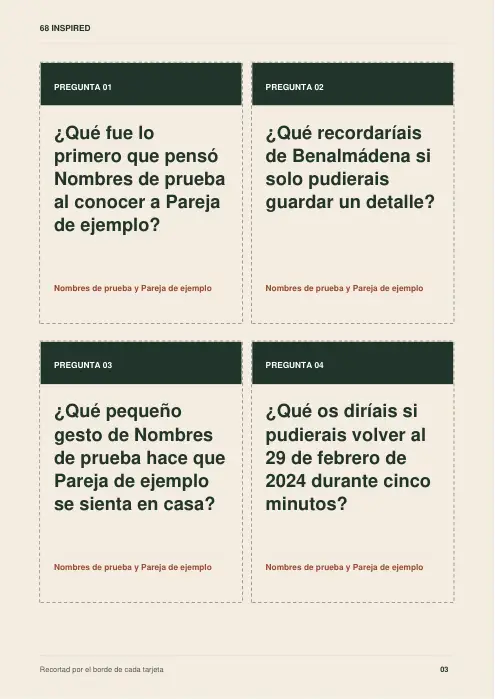 68 INSPIRED
PREGUNTA 01
¿Qué fue lo
primero que pensó
Nombres de prueba
al conocer a Pareja
de ejemplo?
Nombres de prueba y Pareja de ejemplo
PREGUNTA 02
¿Qué recordaríais
de Benalmádena si
solo pudierais
guardar un detalle?
Nombres de prueba y Pareja de ejemplo
PREGUNTA 03
¿Qué pequeño
gesto de Nombres
de prueba hace que
Pareja de ejemplo
se sienta en casa?
Nombres de prueba y Pareja de ejemplo
PREGUNTA 04
¿Qué os diríais si
pudierais volver al
29 de febrero de
2024 durante cinco
minutos?
Nombres de prueba y Pareja de ejemplo
Recortad por el borde de cada tarjeta
03